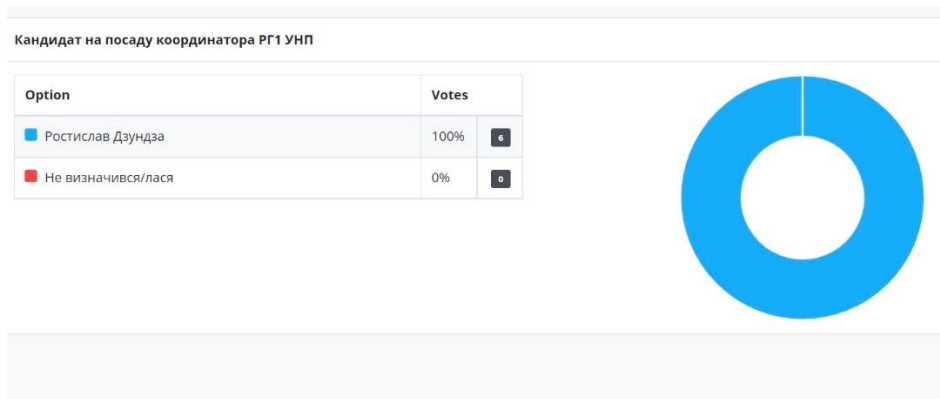 Кандидат на посаду координатора РГ1 УНП
Option Votes
Ростислав Дзундза 100% 6
Не визначився/лася 0% 0